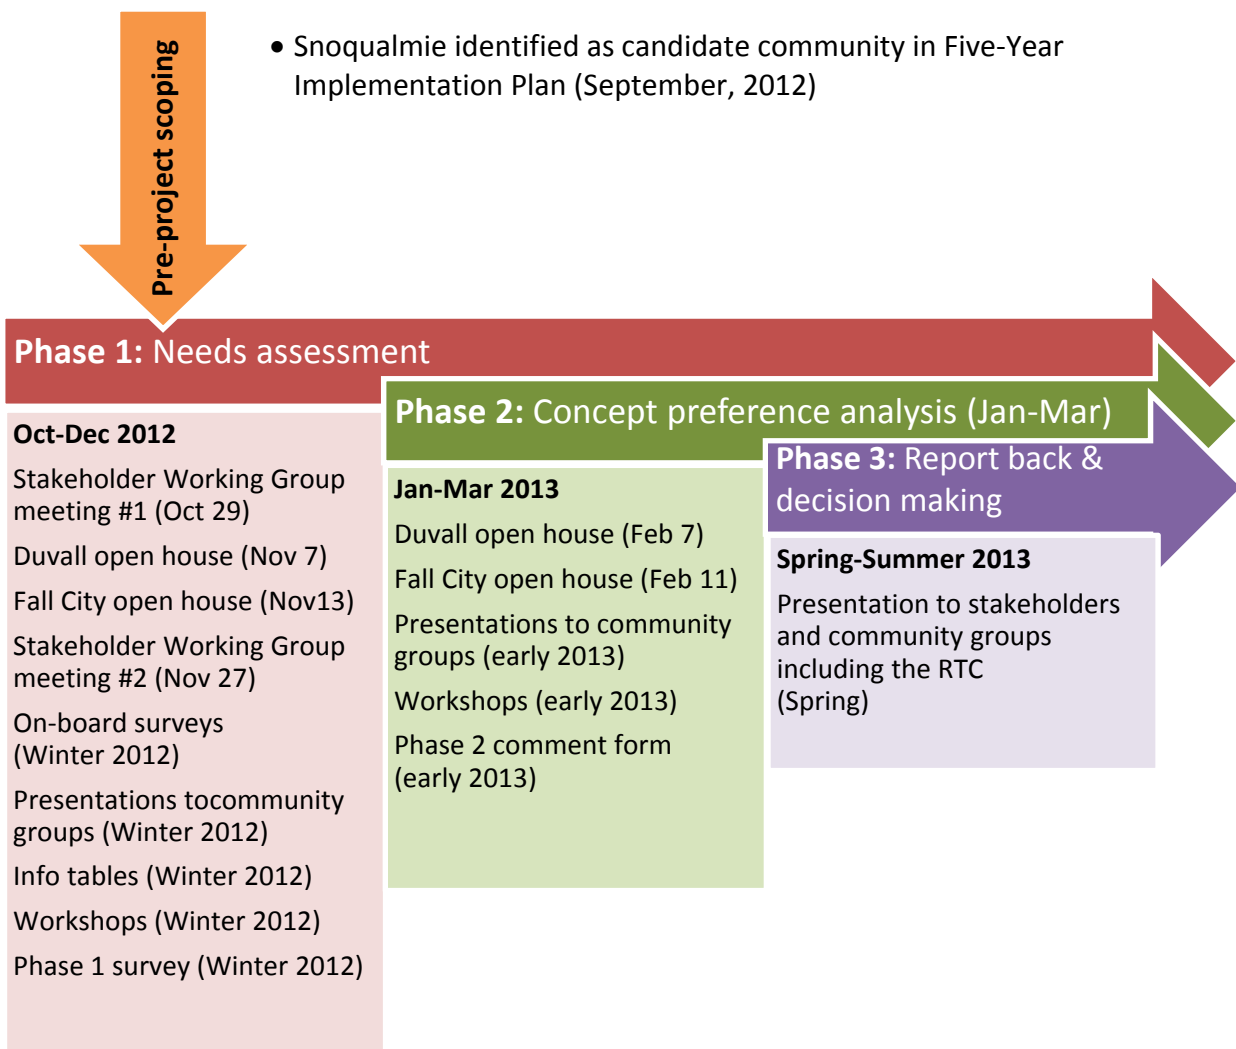 Pre-project scoping
• Snoqualmie identified as candidate community in Five-Year
Implementation Plan (September, 2012)
Phase 1: Needs assessment
Oct-Dec 2012
Stakeholder Working Group
meeting #1 (Oct 29)
Duvall open house (Nov 7)
Fall City open house (Nov13)
Stakeholder Working Group
meeting #2 (Nov 27)
On-board surveys
(Winter 2012)
Presentations tocommunity
groups (Winter 2012)
Info tables (Winter 2012)
Workshops (Winter 2012)
Phase 1 survey (Winter 2012)
Phase 2: Concept preference analysis (Jan-Mar)
Jan-Mar 2013
Duvall open house (Feb 7)
Fall City open house (Feb 11)
Presentations to community
groups (early 2013)
Workshops (early 2013)
Phase 2 comment form
(early 2013)
Phase 3: Report back &
decision making
Spring-Summer 2013
Presentation to stakeholders
and community groups
including the RTC
(Spring)